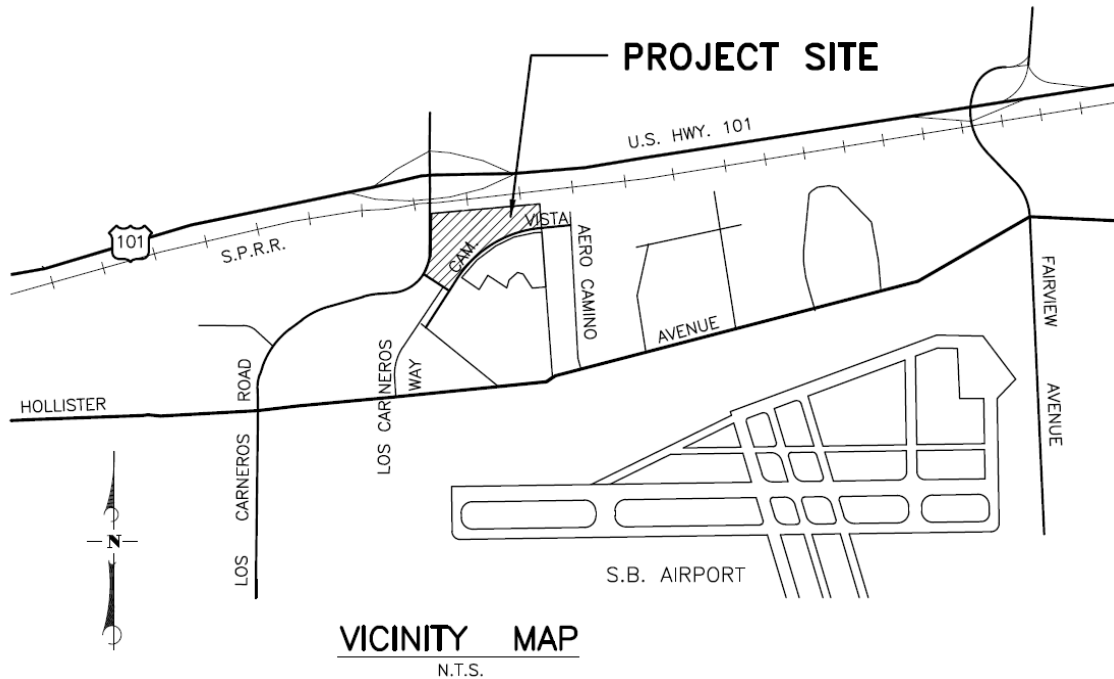 PROJECT SITE
U.S. HWY. 101
101
S.P.R.R.
CAM. VISTA
AERO CAMINO
FAIRVIEW AVENUE
HOLLISTER AVENUE
LOS CARNEROS WAY
LOS CARNEROS ROAD
N
S.B. AIRPORT
VICINITY MAP
N.T.S.